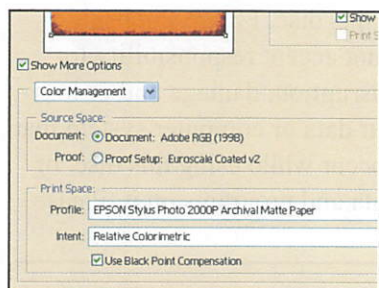 Show
Print S
Show More Options
Color Management
Source Space:
Document: Document: Adobe RGB (1998)
Proof: Proof Setup: Euroscale Coated v2
Print Space:
Profile: EPSON Stylus Photo 2000P Archival Matte Paper
Intent: Relative Colorimetric
Use Black Point Compensation